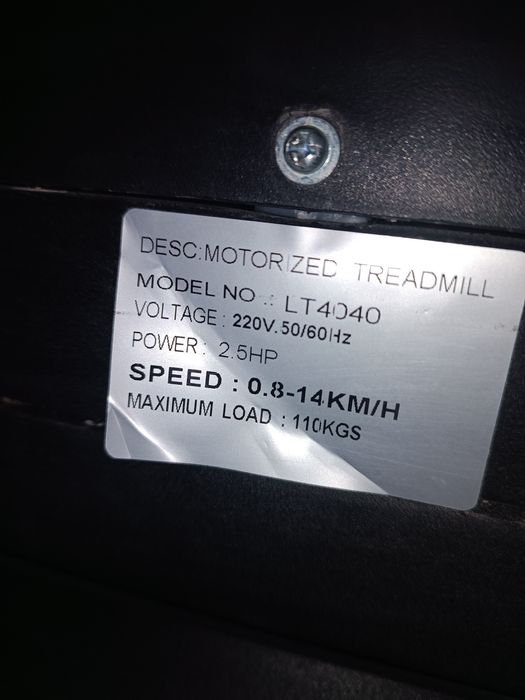 DESC:MOTORIZED TREADMILL
MODEL NO.: LT4040
VOLTAGE: 220V.50/60Hz
POWER: 2.5HP
SPEED : 0.8-14KM/H
MAXIMUM LOAD : 110KGS